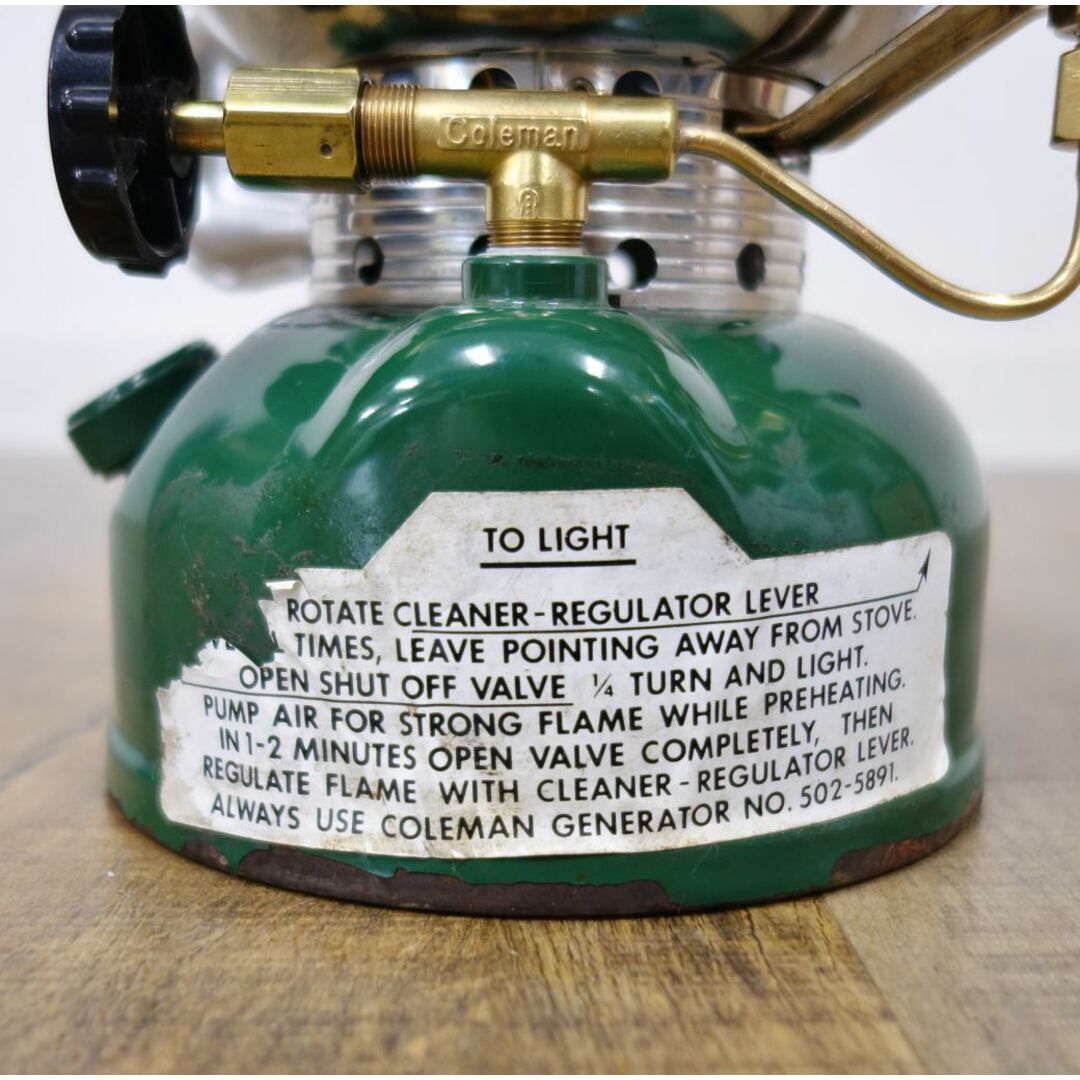 Coleman
TO LIGHT
ROTATE CLEANER-REGULATOR LEVER
TIMES, LEAVE POINTING AWAY FROM STOVE.
OPEN SHUT OFF VALVE ¼ TURN AND LIGHT.
PUMP AIR FOR STRONG FLAME WHILE PREHEATING.
IN 1-2 MINUTES OPEN VALVE COMPLETELY, THEN
REGULATE FLAME WITH CLEANER-REGULATOR LEVER.
ALWAYS USE COLEMAN GENERATOR NO. 502-5891.